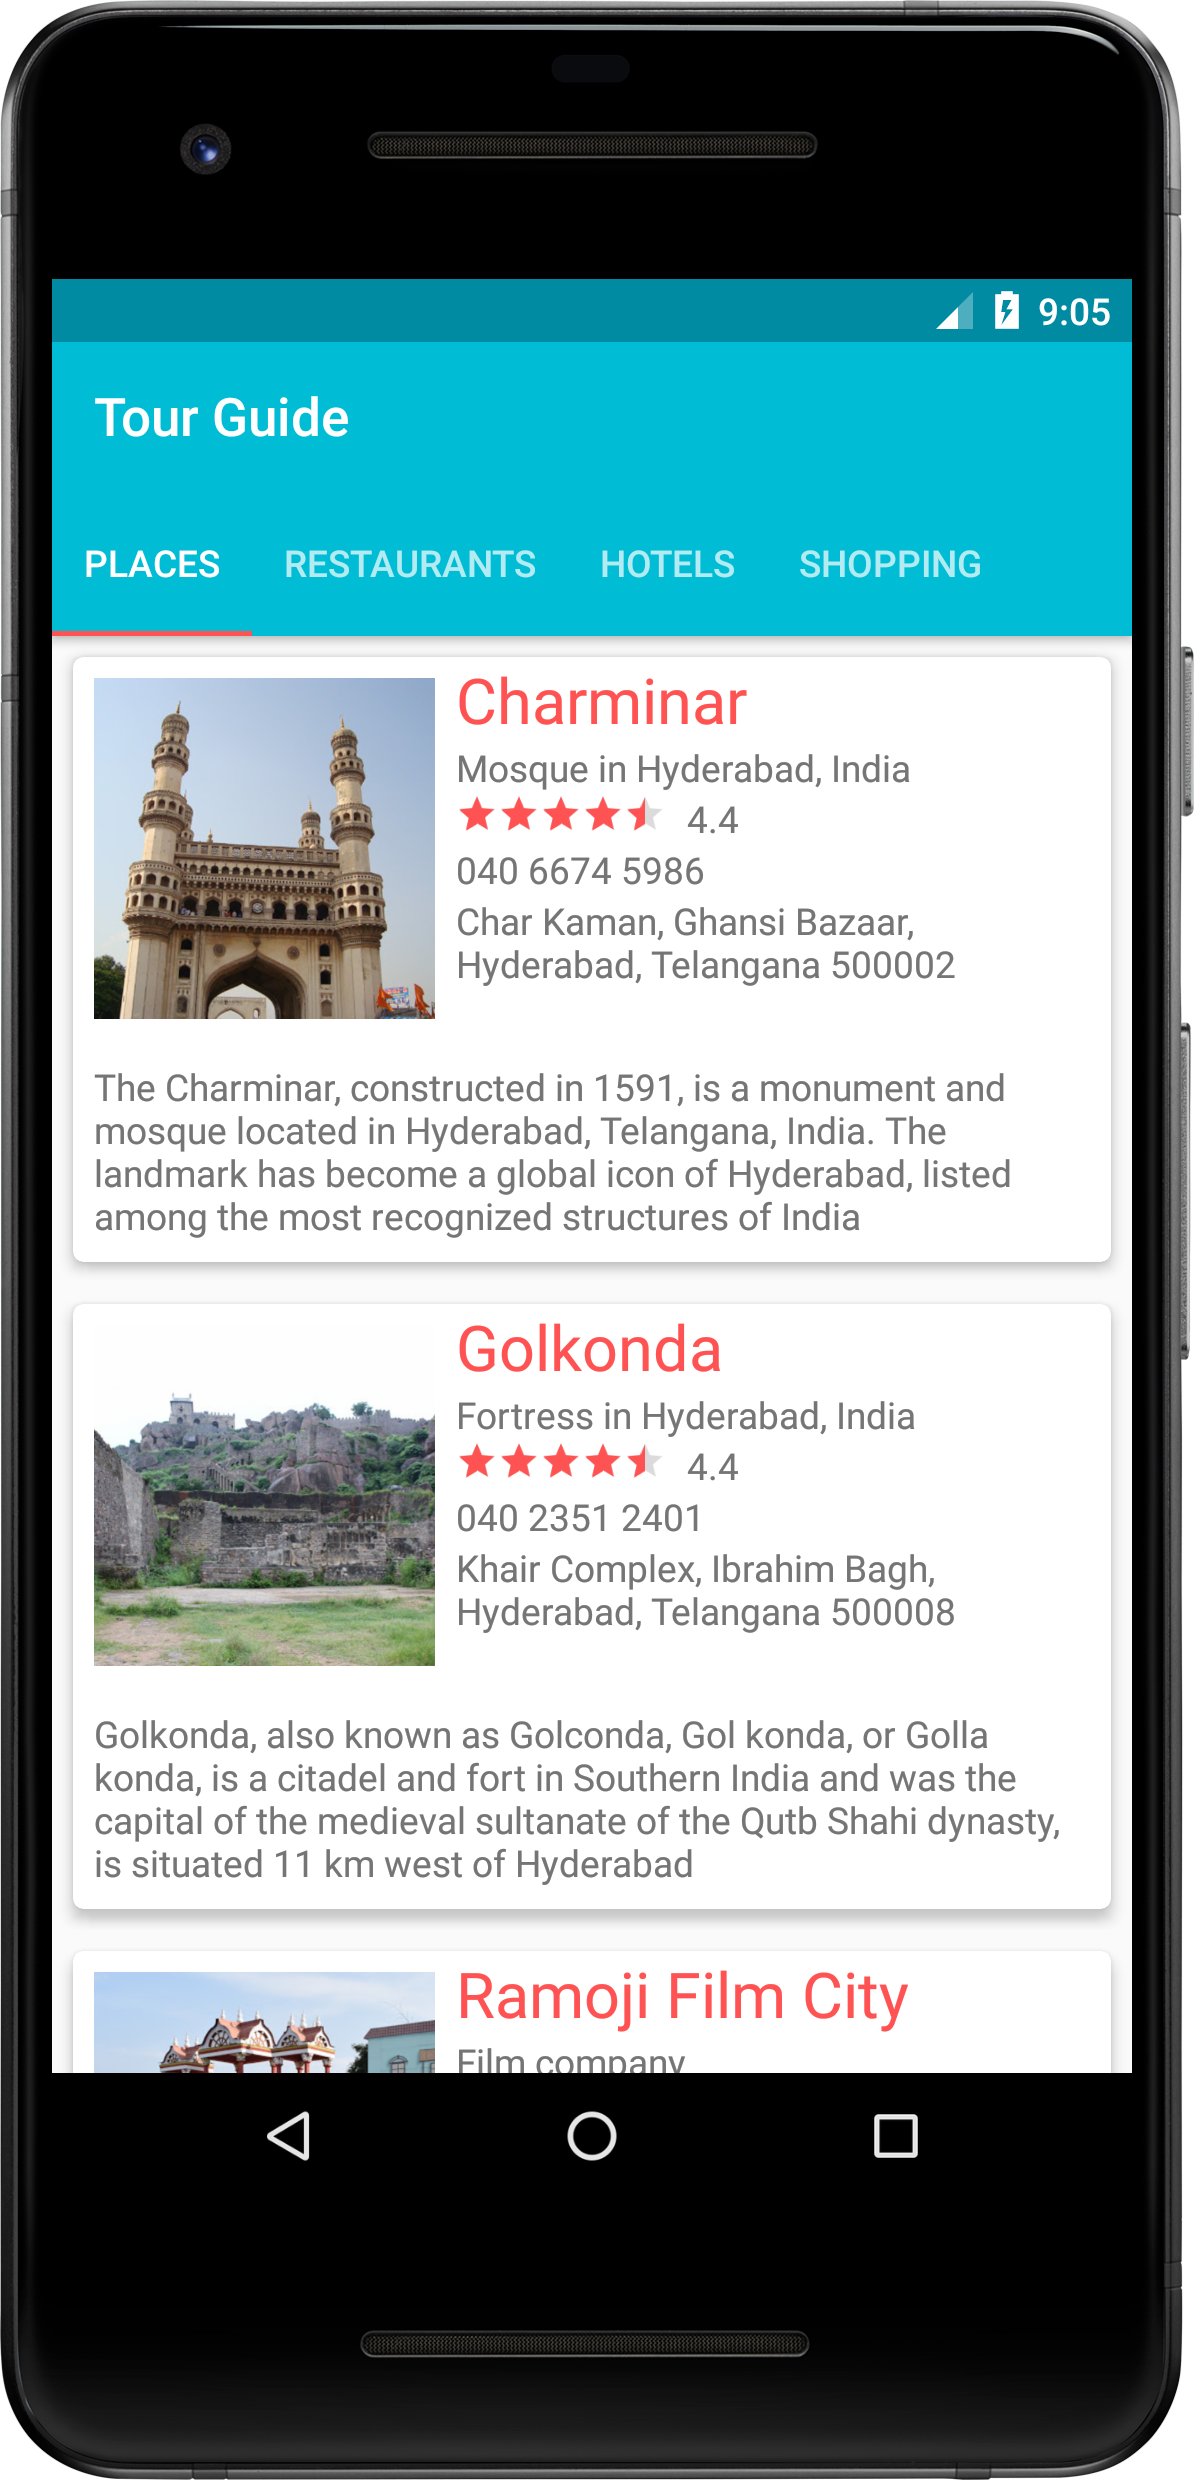 9:05
Tour Guide
PLACES RESTAURANTS HOTELS SHOPPING
Charminar
Mosque in Hyderabad, India
4.4
040 6674 5986
Char Kaman, Ghansi Bazaar,
Hyderabad, Telangana 500002
The Charminar, constructed in 1591, is a monument and
mosque located in Hyderabad, Telangana, India. The
landmark has become a global icon of Hyderabad, listed
among the most recognized structures of India
Golkonda
Fortress in Hyderabad, India
4.4
040 2351 2401
Khair Complex, Ibrahim Bagh,
Hyderabad, Telangana 500008
Golkonda, also known as Golconda, Gol konda, or Golla
konda, is a citadel and fort in Southern India and was the
capital of the medieval sultanate of the Qutb Shahi dynasty,
is situated 11 km west of Hyderabad
Ramoji Film City
Film company